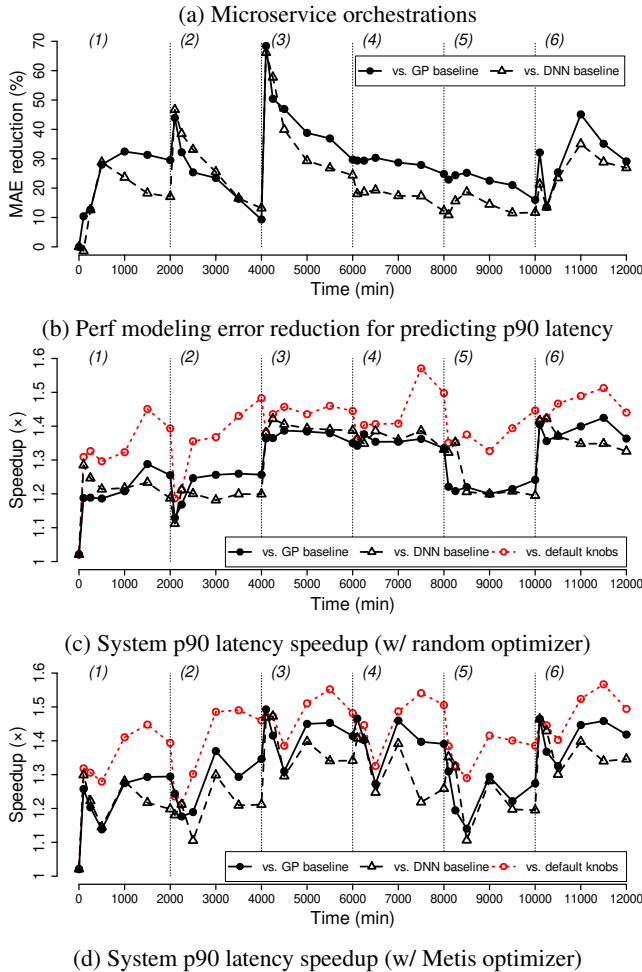 (a) Microservice orchestrations
(1) (2) (3) (4) (5) (6)
70
60
50
40
30
20
10
0
MAE reduction (%)
vs. GP baseline vs. DNN baseline
0 1000 2000 3000 4000 5000 6000 7000 8000 9000 10000 11000 12000
Time (min)
(b) Perf modeling error reduction for predicting p90 latency
(1) (2) (3) (4) (5) (6)
1.6
1.5
1.4
1.3
1.2
1.1
1
Speedup (×)
vs. GP baseline vs. DNN baseline vs. default knobs
0 1000 2000 3000 4000 5000 6000 7000 8000 9000 10000 11000 12000
Time (min)
(c) System p90 latency speedup (w/ random optimizer)
(1) (2) (3) (4) (5) (6)
1.6
1.5
1.4
1.3
1.2
1.1
1
Speedup (×)
vs. GP baseline vs. DNN baseline vs. default knobs
0 1000 2000 3000 4000 5000 6000 7000 8000 9000 10000 11000 12000
Time (min)
(d) System p90 latency speedup (w/ Metis optimizer)